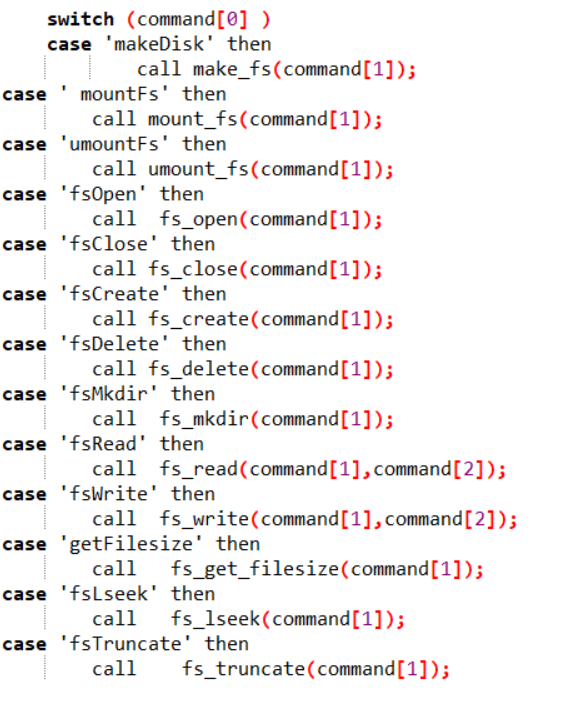 switch (command[0] )
case 'makeDisk' then
call make_fs(command[1]);
case ' mountFs' then
call mount_fs(command[1]);
case 'umountFs' then
call umount_fs(command[1]);
case 'fsOpen' then
call  fs_open(command[1]);
case 'fsClose' then
call fs_close(command[1]);
case 'fsCreate' then
call fs_create(command[1]);
case 'fsDelete' then
call fs_delete(command[1]);
case 'fsMkdir' then
call  fs_mkdir(command[1]);
case 'fsRead' then
call  fs_read(command[1],command[2]);
case 'fsWrite' then
call  fs_write(command[1],command[2]);
case 'getFilesize' then
call   fs_get_filesize(command[1]);
case 'fsLseek' then
call   fs_lseek(command[1]);
case 'fsTruncate' then
call    fs_truncate(command[1]);